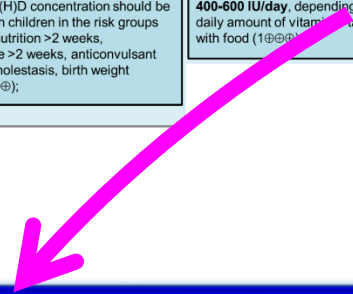 (H)D concentration should be
n children in the risk groups
utrition >2 weeks,
e >2 weeks, anticonvulsant
holestasis, birth weight
⊕);
400-600 IU/day, depending
daily amount of
with food (1⊕⊕⊕)